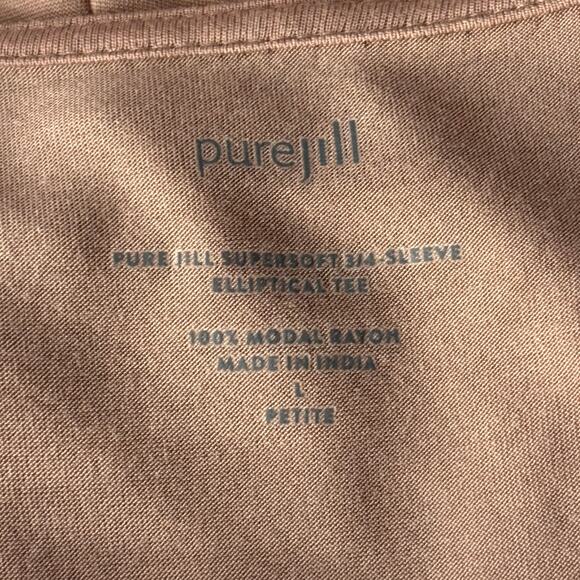 purejill
PURE JILL SUPERSOFT 3/4-SLEEVE
ELLIPTICAL TEE
100% MODAL RAYON
MADE IN INDIA
L
PETITE